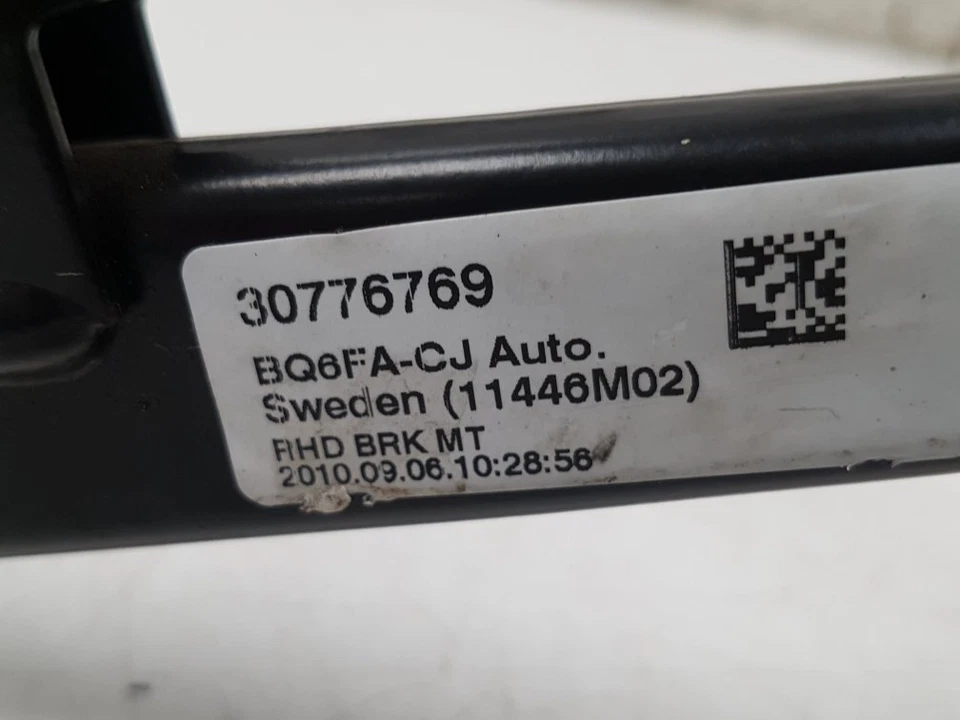 30776769
BQ6FA-CJ Auto.
Sweden (11446M02)
RHD BRK MT
2010.09.06.10:28:56